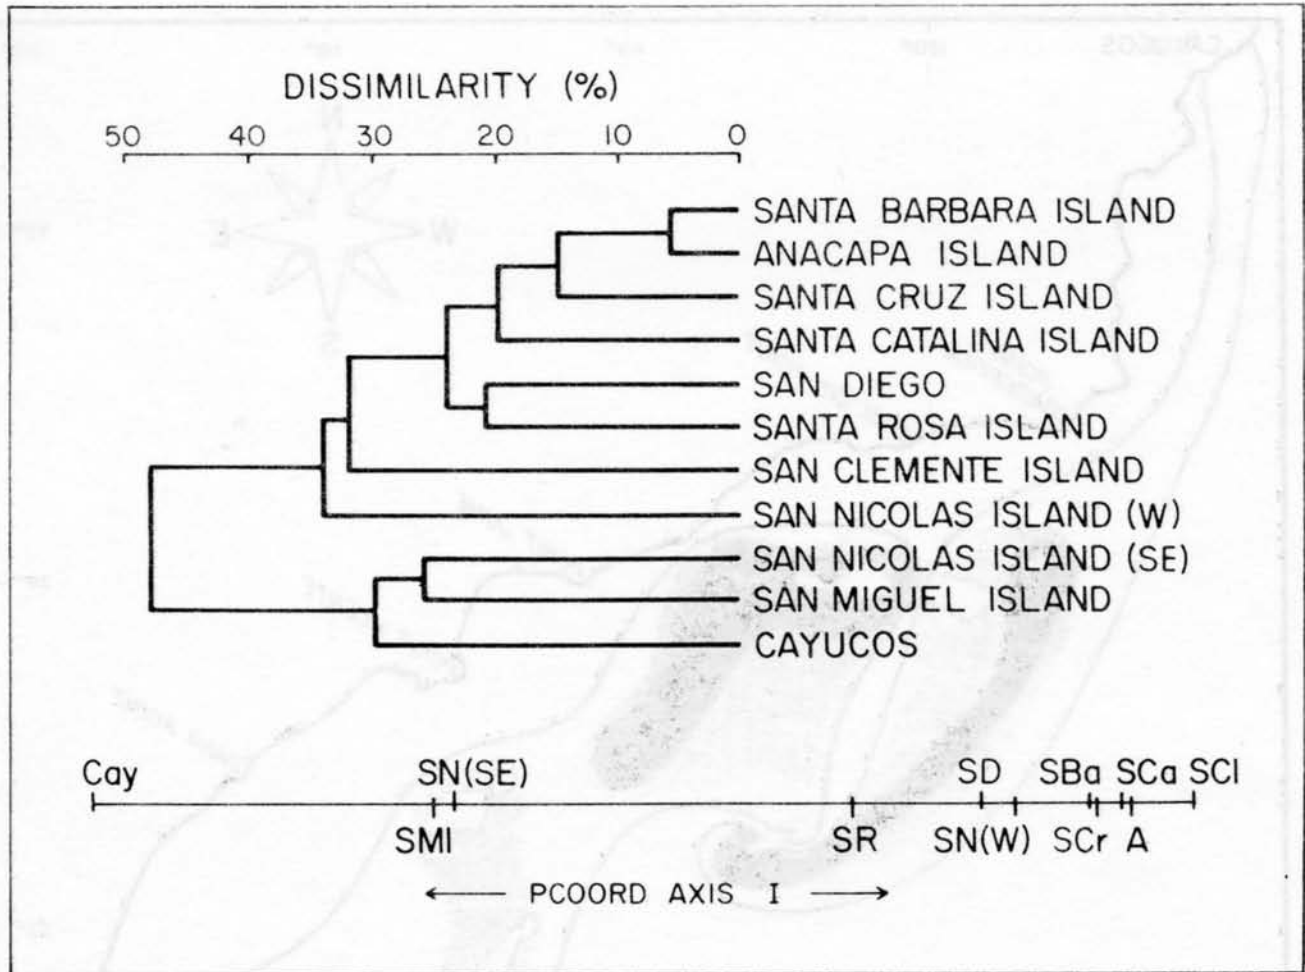 DISSIMILARITY (%)
50 40 30 20 10 0
SANTA BARBARA ISLAND
ANACAPA ISLAND
SANTA CRUZ ISLAND
SANTA CATALINA ISLAND
SAN DIEGO
SANTA ROSA ISLAND
SAN CLEMENTE ISLAND
SAN NICOLAS ISLAND (W)
SAN NICOLAS ISLAND (SE)
SAN MIGUEL ISLAND
CAYUCOS
Cay SN(SE) SD SBa SCa SCl
SMI SR SN(W) SCr A
← PCOORD AXIS I →